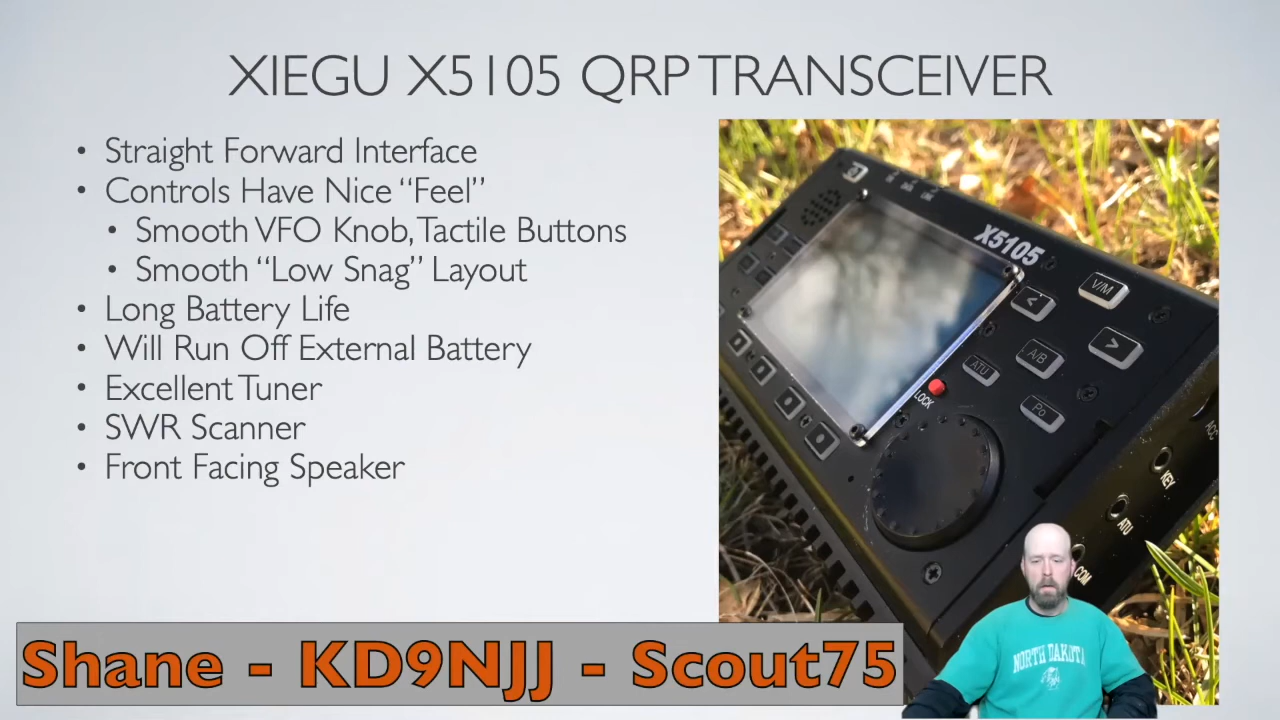 XIEGU X5105 QRP TRANSCEIVER
• Straight Forward Interface
• Controls Have Nice “Feel”
• Smooth VFO Knob, Tactile Buttons
• Smooth “Low Snag” Layout
• Long Battery Life
• Will Run Off External Battery
• Excellent Tuner
• SWR Scanner
• Front Facing Speaker
X5105
V/M
<
>
A/B
ATU
LOCK
Po
ACC
KEY
ATU
COM
NORTH DAKOTA
Shane - KD9NJJ - Scout75